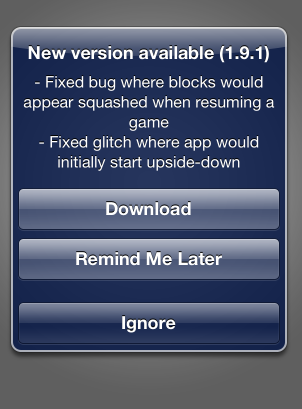 New version available (1.9.1)
- Fixed bug where blocks would
appear squashed when resuming a
game
- Fixed glitch where app would
initially start upside-down
Download
Remind Me Later
Ignore